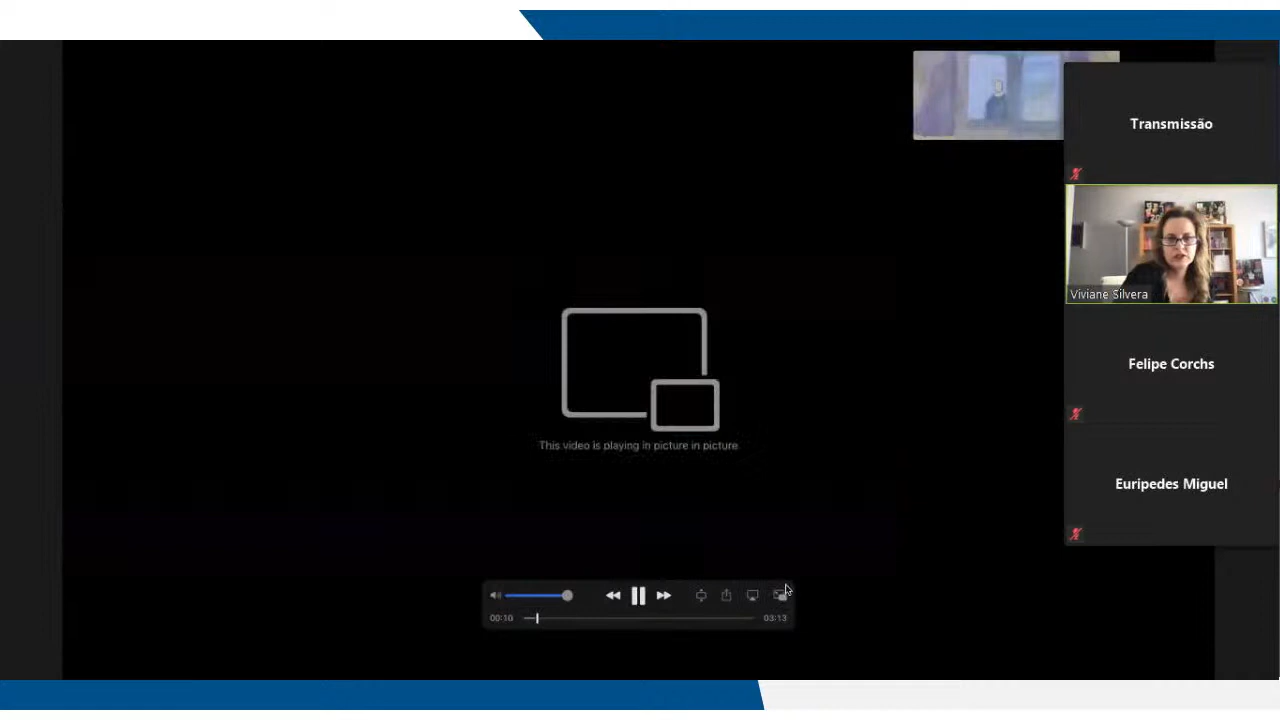 Transmissão
Viviane Silvera
Felipe Corchs
Euripedes Miguel
This video is playing in picture in picture
00:10
03:13